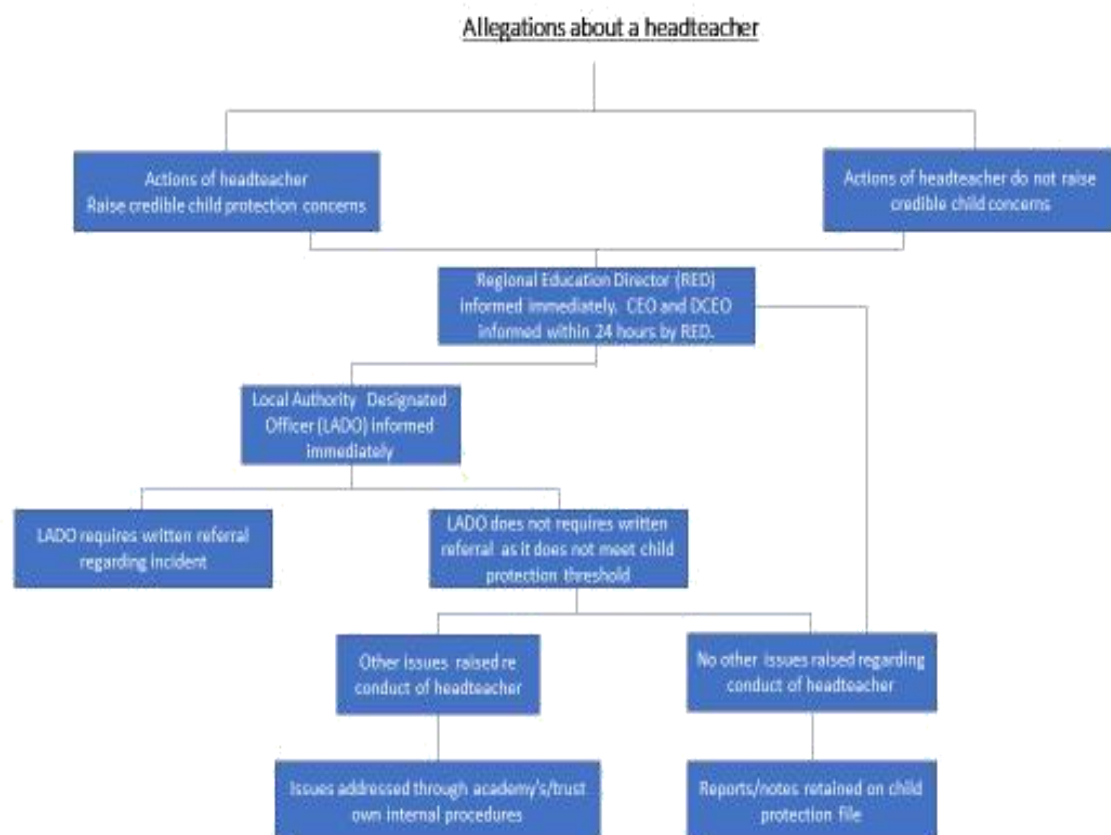 Allegations about a headteacher
Actions of headteacher
Raise credible child protection concerns
Actions of headteacher do not raise
credible child concerns
Regional Education Director (RED)
informed immediately. CEO and DCEO
informed within 24 hours by RED.
Local Authority Designated
Officer (LADO) informed
immediately
LADO requires written referral
regarding incident
LADO does not requires written
referral as it does not meet child
protection threshold
Other issues raised re
conduct of headteacher
No other issues raised regarding
conduct of headteacher
Issues addressed through academy's/trust
own internal procedures
Reports/notes retained on child
protection file